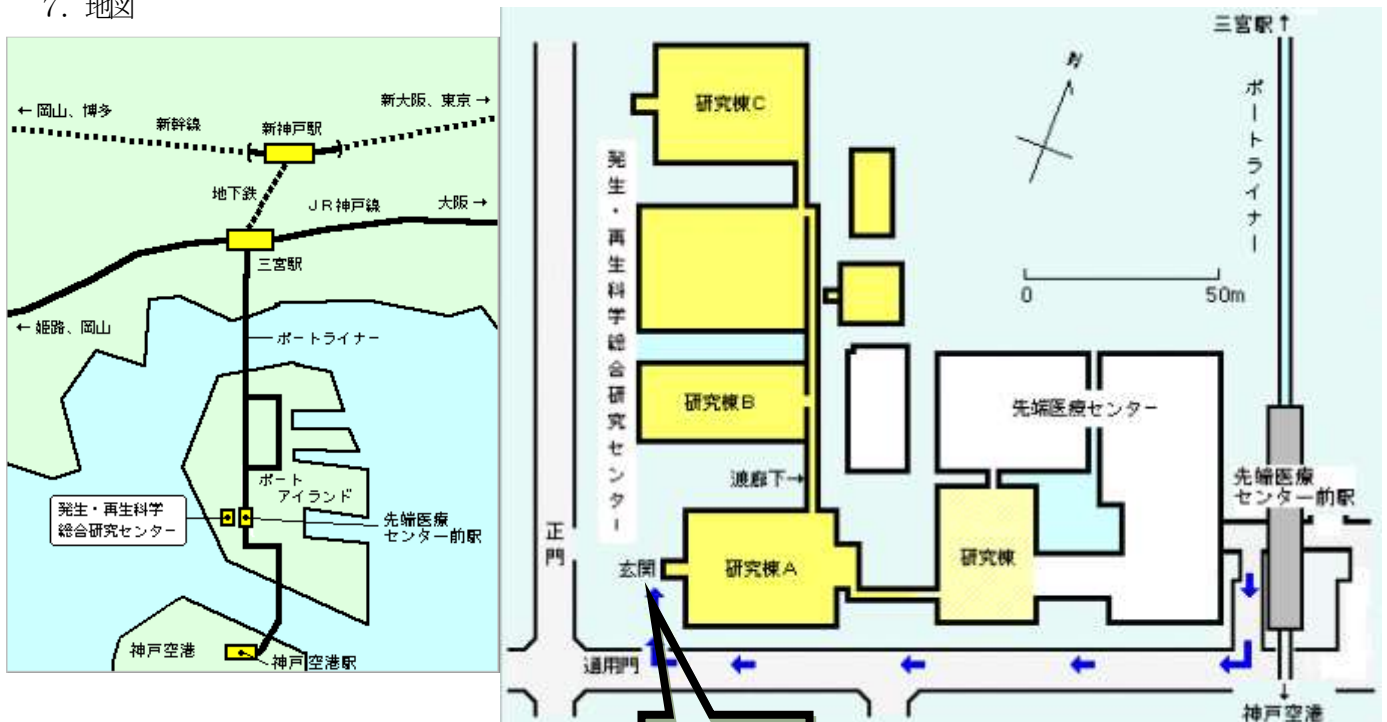 7. 地図
← 岡山、博多
新幹線
新神戸駅
新大阪、東京 →
地下鉄
JR神戸線
大阪 →
三宮駅
← 姫路、岡山
ポートライナー
ポート
アイランド
発生・再生科学
総合研究センター
先端医療
センター前駅
神戸空港
神戸空港駅
三宮駅↑
ポートライナー
N
研究棟C
発生・再生科学総合研究センター
0 50m
研究棟B
先端医療センター
渡廊下→
先端医療
センター前駅
正門
玄関
研究棟A
研究棟
通用門
↓
神戸空港